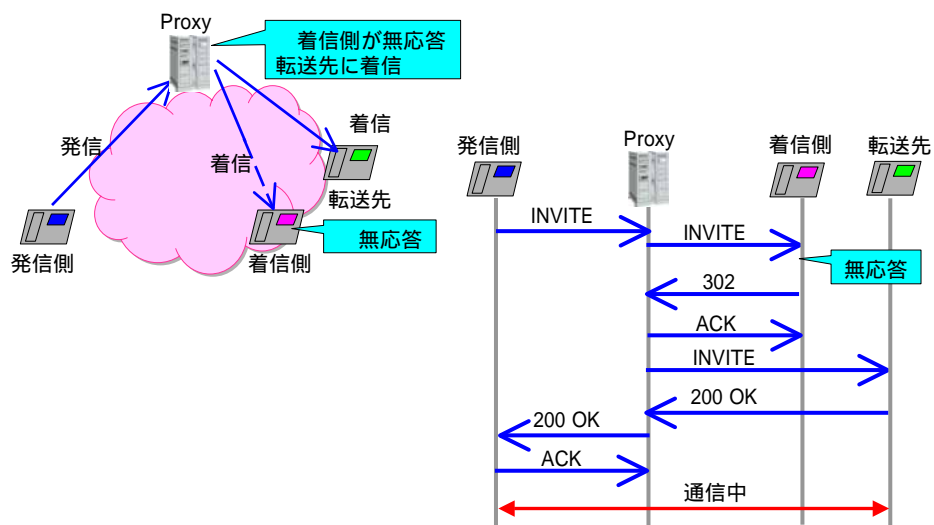 Proxy
着信側が無応答
転送先に着信
発信
着信
着信
転送先
無応答
発信側
着信側
発信側
Proxy
着信側
転送先
INVITE
INVITE
無応答
302
ACK
INVITE
200 OK
200 OK
ACK
通信中